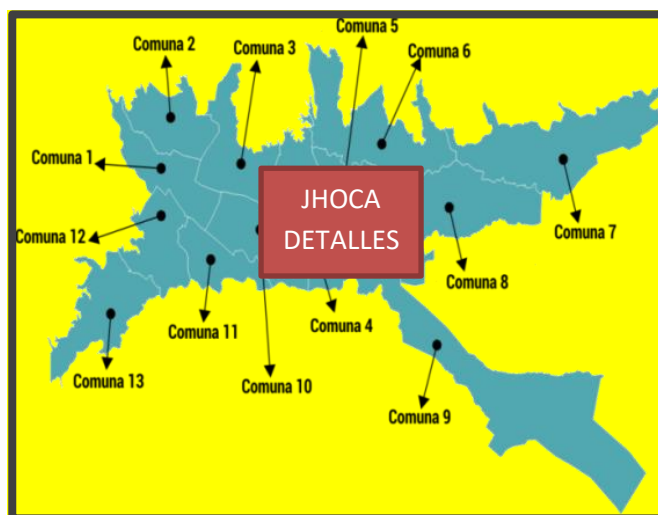 Comuna 5
Comuna 2
Comuna 3
Comuna 6
Comuna 1
JHOCA
DETALLES
Comuna 12
Comuna 7
Comuna 8
Comuna 11
Comuna 4
Comuna 13
Comuna 10
Comuna 9